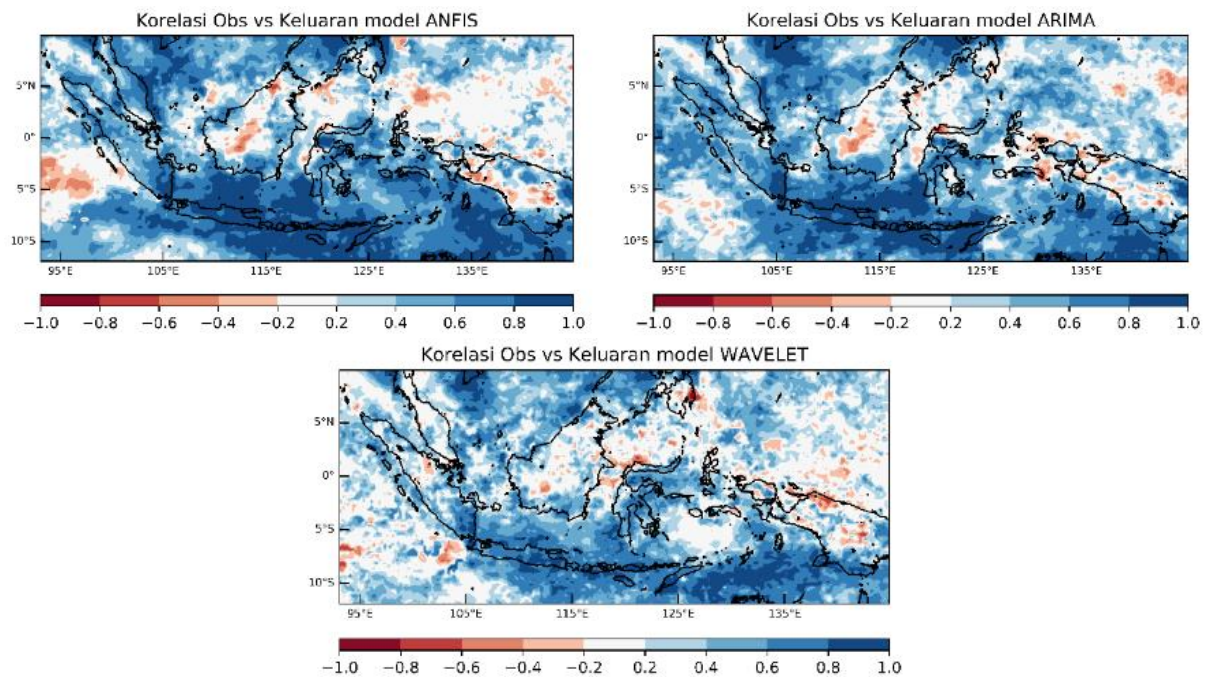 Korelasi Obs vs Keluaran model ANFIS
5°N
0°
5°S
10°S
95°E 105°E 115°E 125°E 135°E
−1.0 −0.8 −0.6 −0.4 −0.2 0.2 0.4 0.6 0.8 1.0
Korelasi Obs vs Keluaran model ARIMA
5°N
0°
5°S
10°S
95°E 105°E 115°E 125°E 135°E
−1.0 −0.8 −0.6 −0.4 −0.2 0.2 0.4 0.6 0.8 1.0
Korelasi Obs vs Keluaran model WAVELET
5°N
0°
5°S
10°S
95°E 105°E 115°E 125°E 135°E
−1.0 −0.8 −0.6 −0.4 −0.2 0.2 0.4 0.6 0.8 1.0